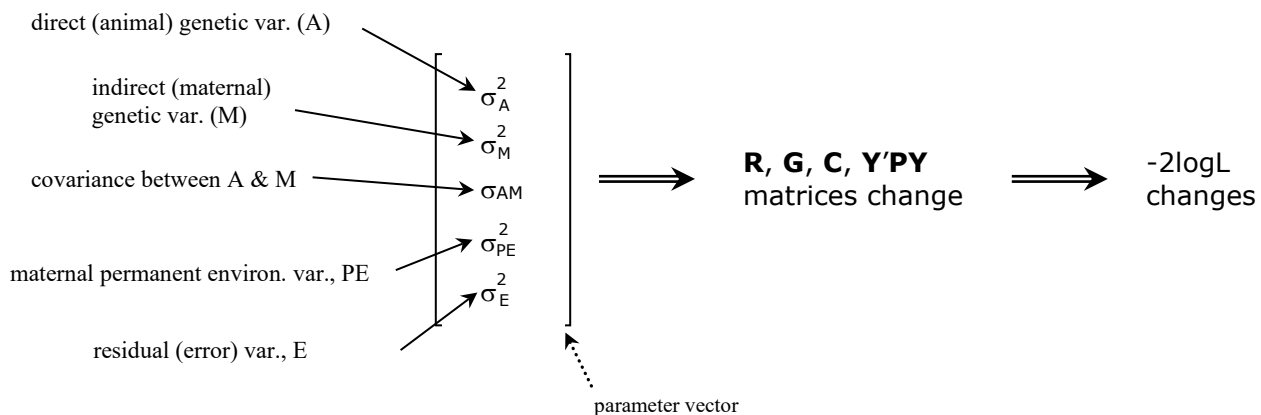 direct (animal) genetic var. (A)
indirect (maternal)
genetic var. (M)
covariance between A & M
maternal permanent environ. var., PE
residual (error) var., E
σ²A
σ²M
σAM
σ²PE
σ²E
parameter vector
R, G, C, Y'PY
matrices change
-2logL
changes